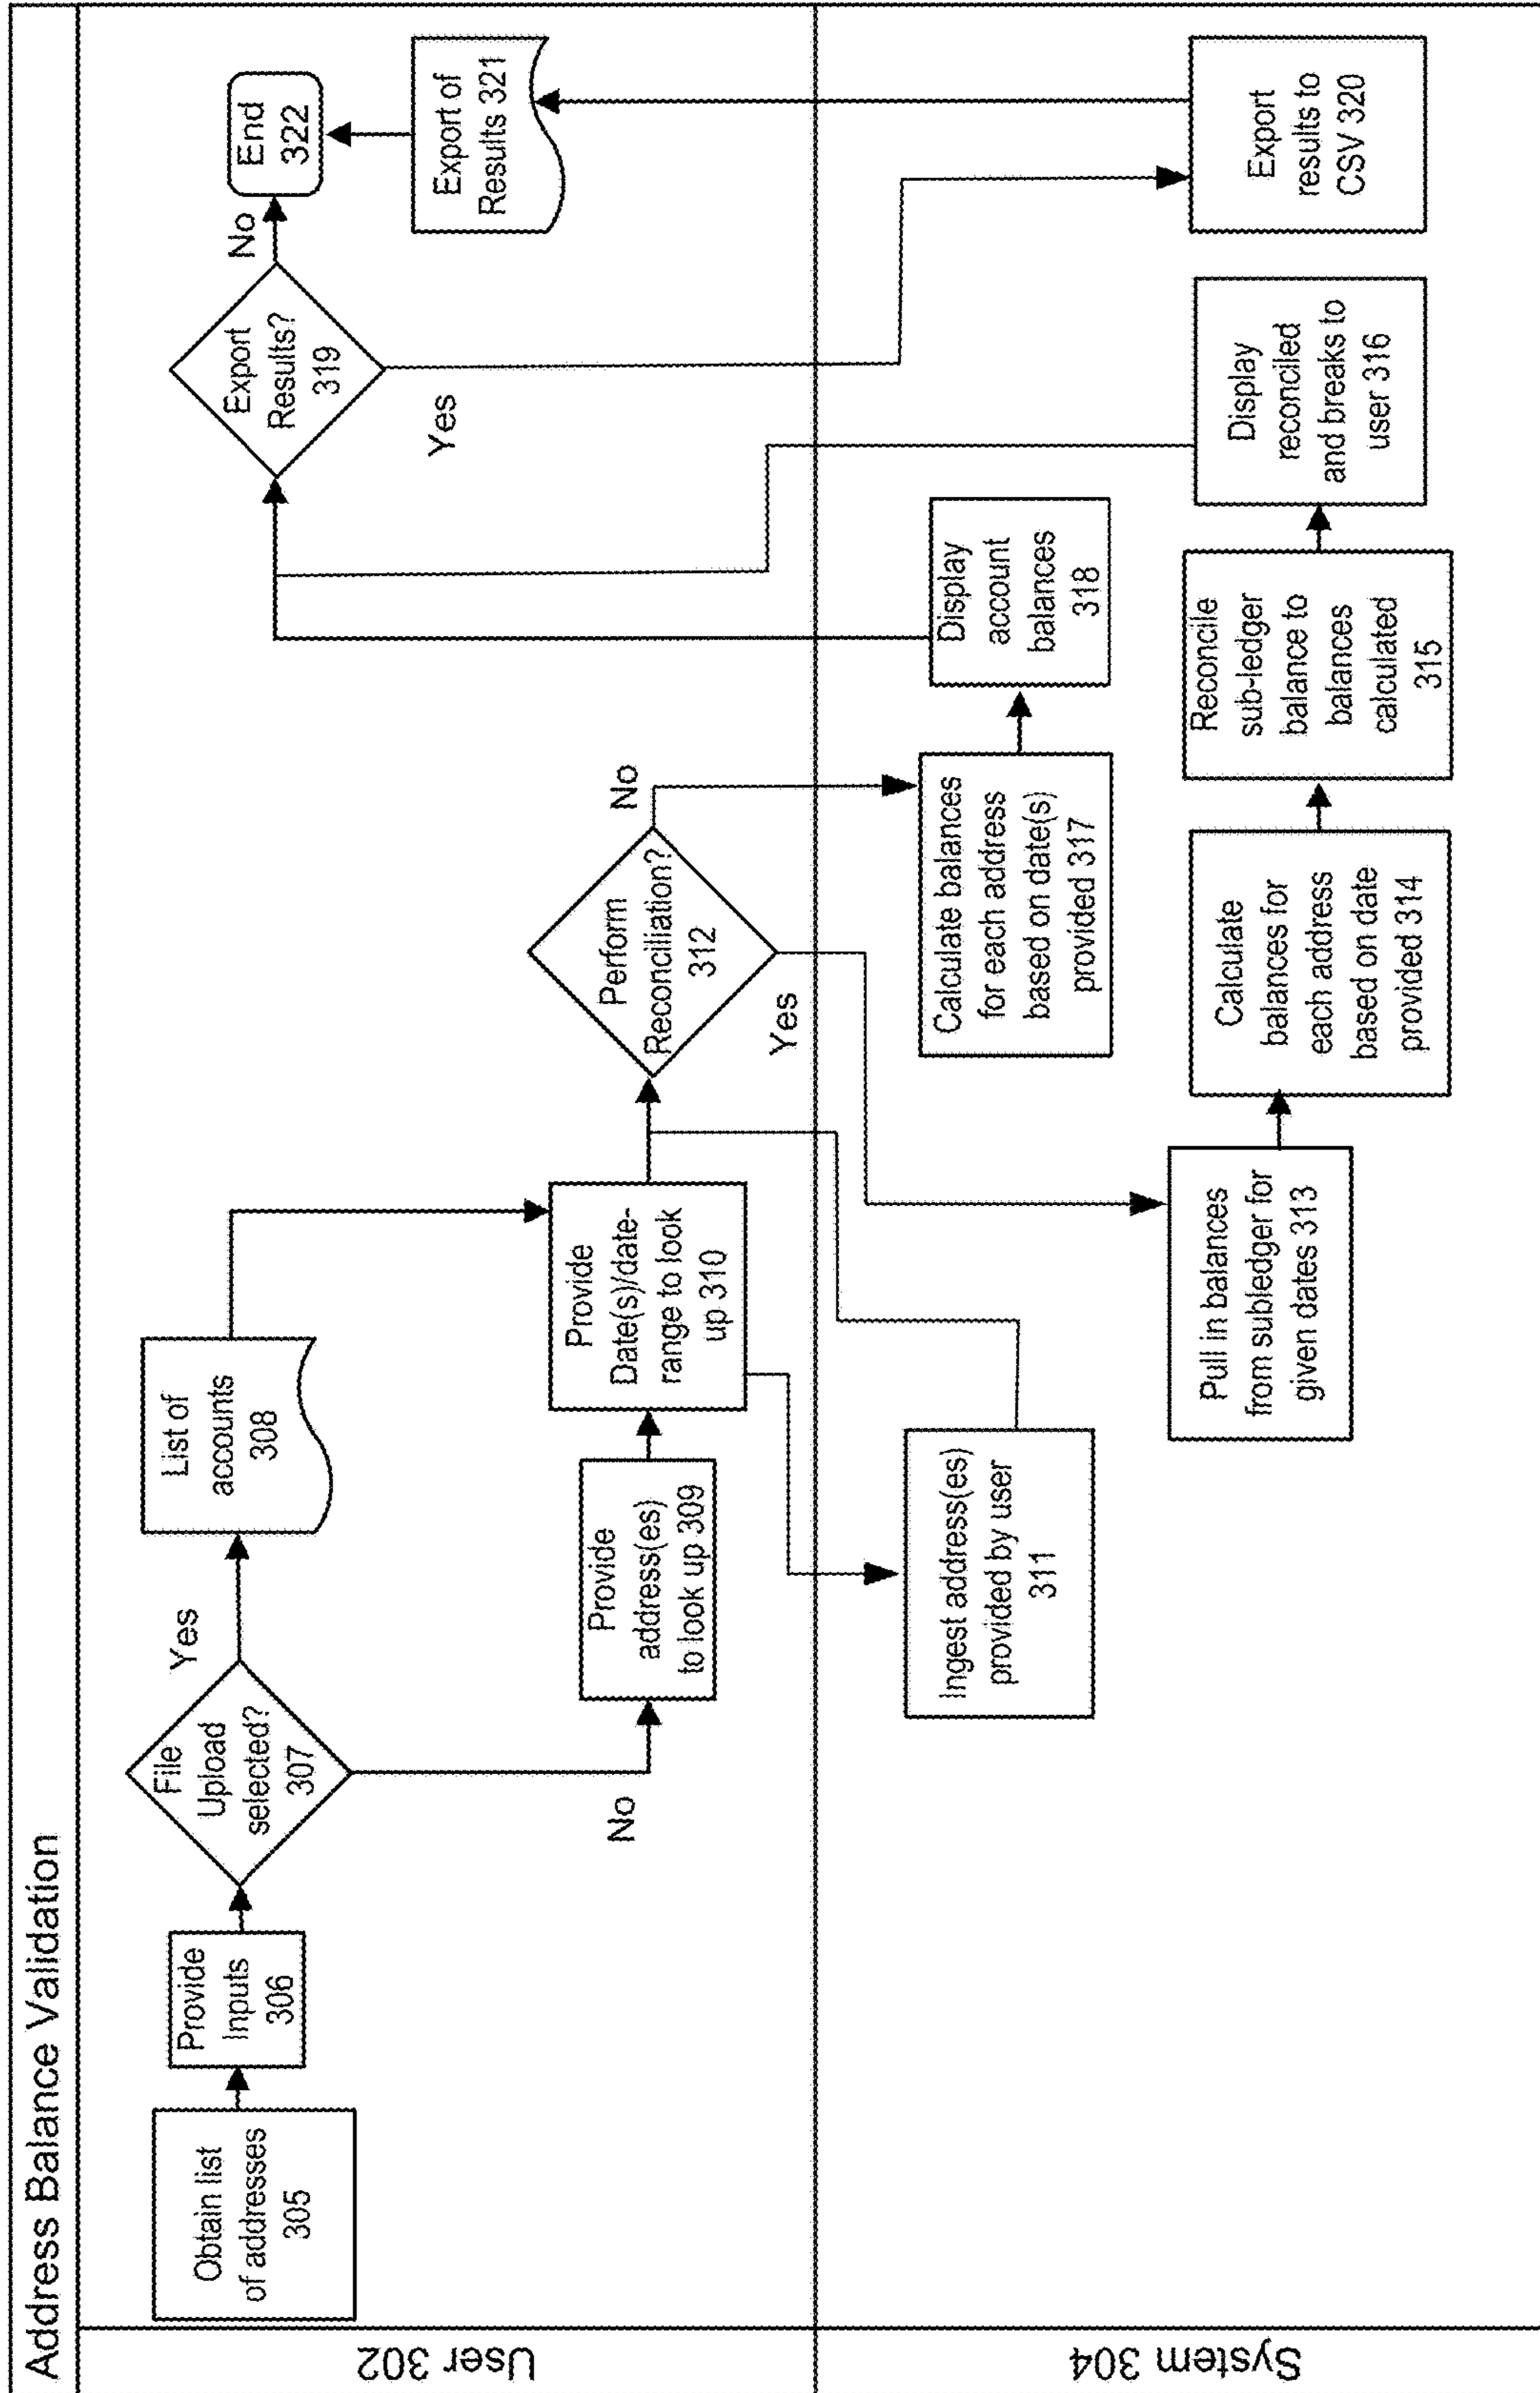 Address Balance Validation
User 302
Obtain list
of addresses
305
Provide
Inputs
306
File
Upload
selected?
307
Yes
No
List of
accounts
308
Provide
address(es)
to look up 309
Provide
Date(s)/date-
range to look
up 310
Perform
Reconciliation?
312
No
Yes
Export
Results?
319
No
Yes
End
322
Export of
Results 321
System 304
Ingest address(es)
provided by user
311
Pull in balances
from subledger for
given dates 313
Calculate
balances for
each address
based on date
provided 314
Reconcile
sub-ledger
balance to
balances
calculated
315
Display
reconciled
and breaks to
user 316
Calculate balances
for each address
based on date(s)
provided 317
Display
account
balances
318
Export
results to
CSV 320